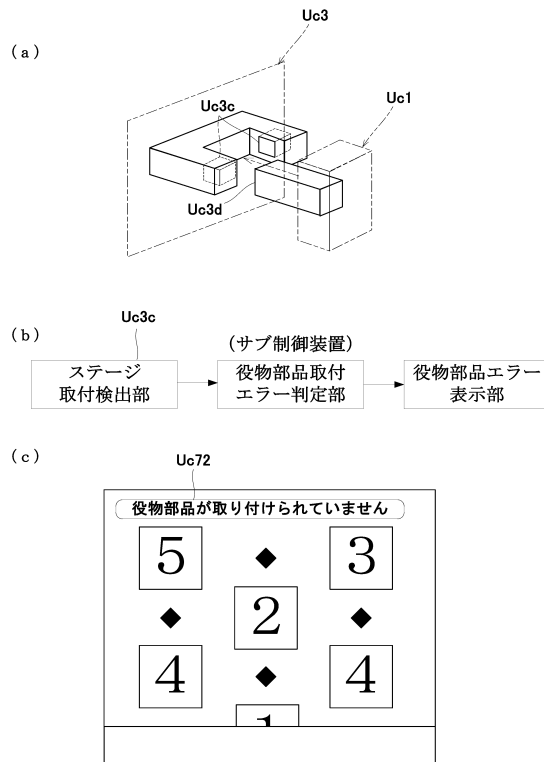 (a)
Uc3
Uc3c
Uc1
Uc3d
(b)
Uc3c
(サブ制御装置)
ステージ
取付検出部
役物部品取付
エラー判定部
役物部品エラー
表示部
(c)
Uc72
役物部品が取り付けられていません
5
3
2
4
4
1